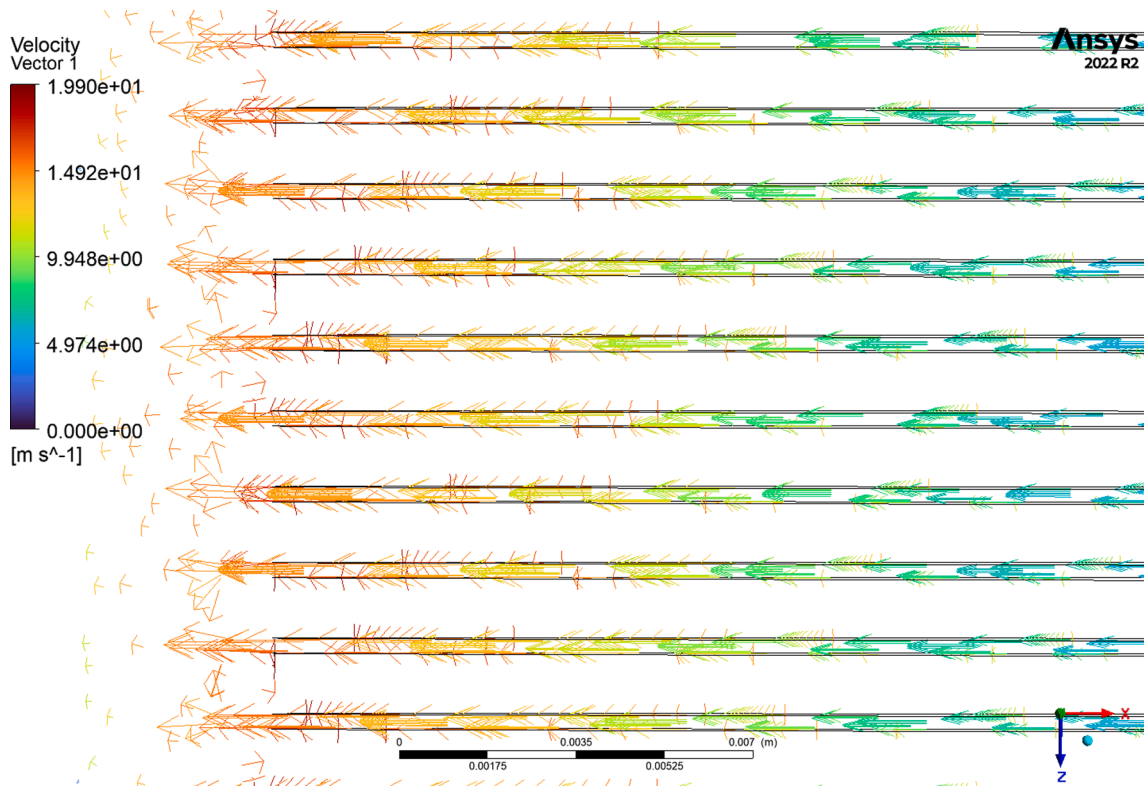 Velocity
Vector 1
1.990e+01
1.492e+01
9.948e+00
4.974e+00
0.000e+00
[m s^-1]
Ansys
2022 R2
0 0.0035 0.007 (m)
0.00175 0.00525
X
Z